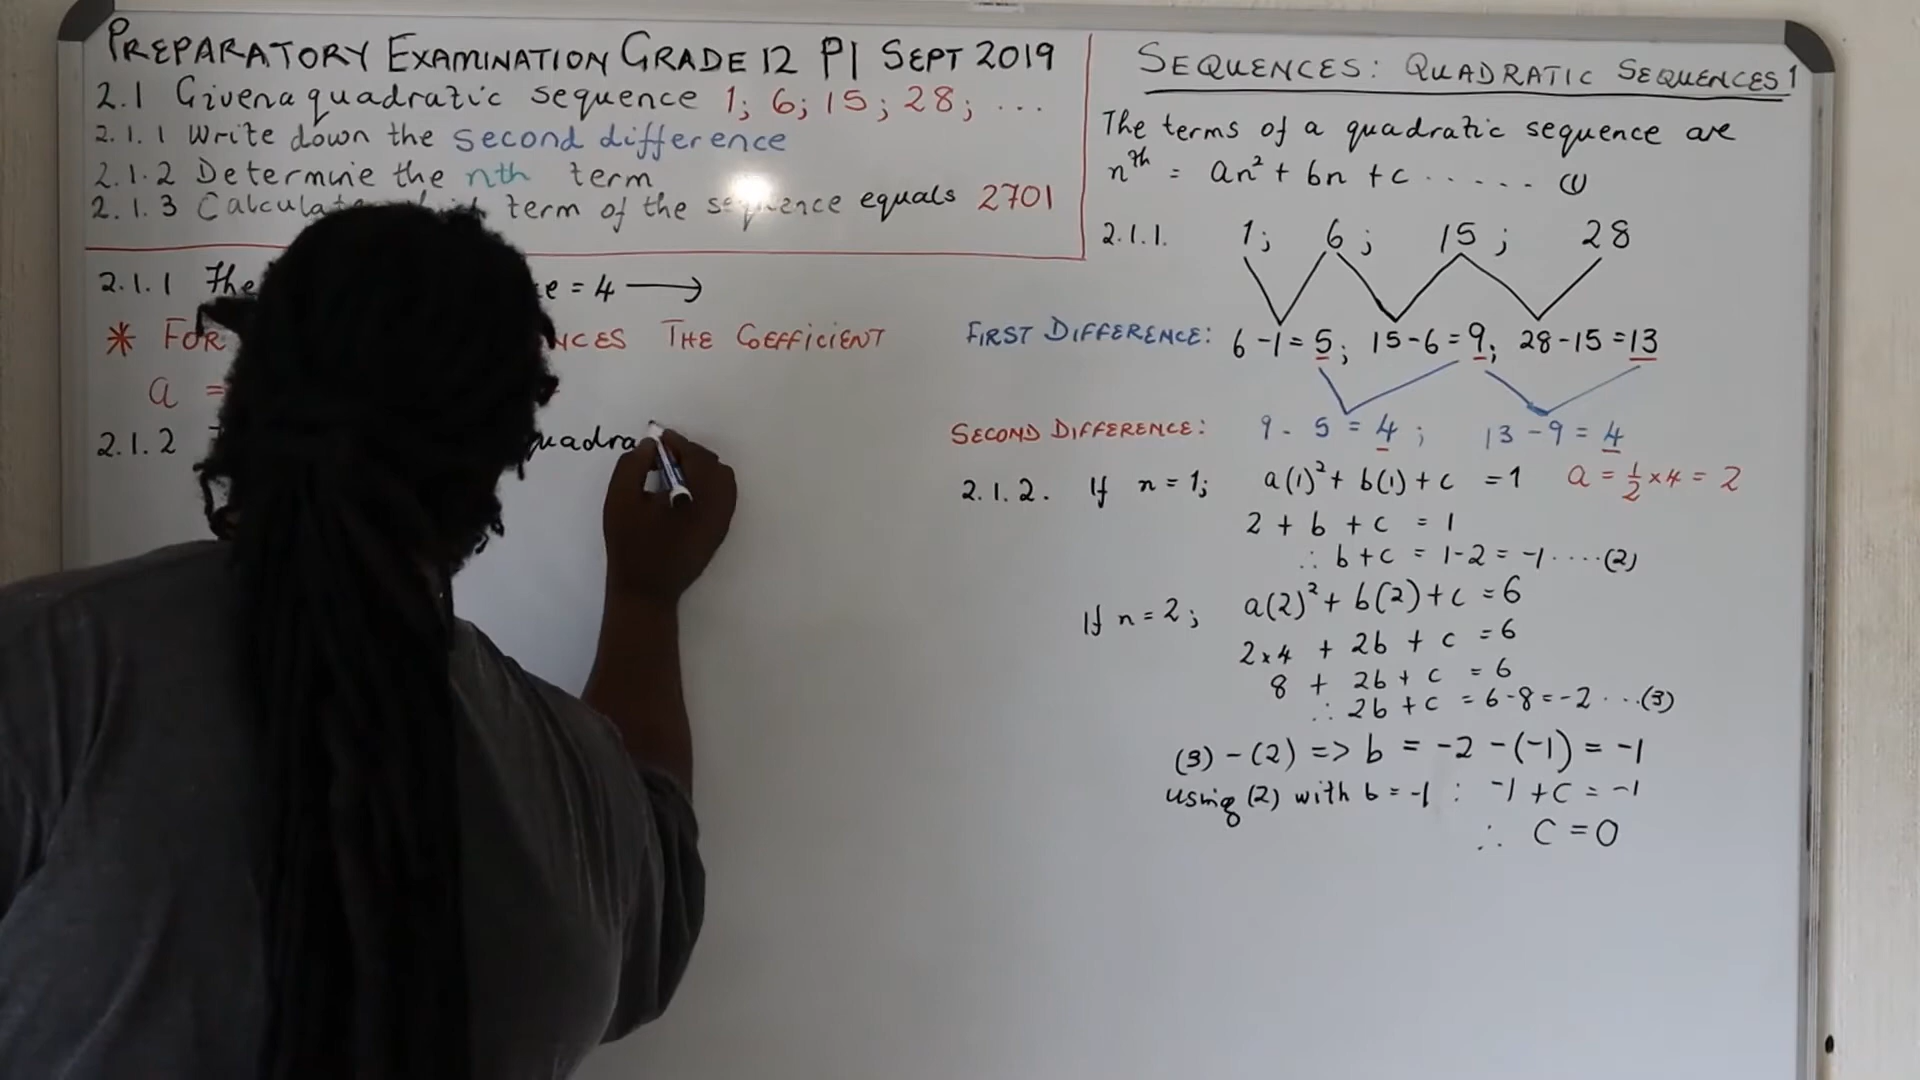 PREPARATORY EXAMINATION GRADE 12 P1 SEPT 2019
2.1 Given a quadratic sequence 1; 6; 15; 28; ...
2.1.1 Write down the second difference
2.1.2 Determine the nth term
2.1.3 Calculate term of the sequence equals 2701
2.1.1 The = 4 →
* FOR THE COEFFICIENT
a =
2.1.2 quadra
SEQUENCES: QUADRATIC SEQUENCES 1
The terms of a quadratic sequence are
nth = an² + bn + c ..... (1)
2.1.1. 1; 6; 15; 28
FIRST DIFFERENCE: 6-1=5; 15-6=9; 28-15=13
SECOND DIFFERENCE: 9-5=4; 13-9=4
2.1.2. If n=1; a(1)²+b(1)+c =1 a=½×4=2
2+b+c =1
∴ b+c = 1-2 = -1 ....(2)
If n=2; a(2)²+b(2)+c =6
2×4 + 2b + c =6
8 + 2b + c =6
∴ 2b+c = 6-8=-2 ...(3)
(3)-(2) => b = -2-(-1) = -1
using (2) with b=-1 : -1+c=-1
∴ C=0